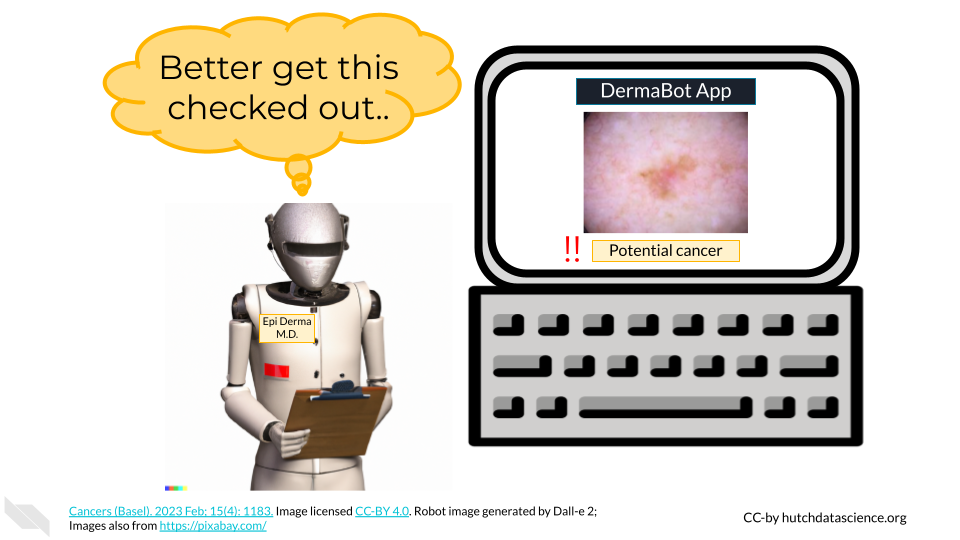 Better get this
checked out..
DermaBot App
!! Potential cancer
Epi Derma
M.D.
Cancers (Basel). 2023 Feb; 15(4): 1183. Image licensed CC-BY 4.0. Robot image generated by Dall-e 2;
Images also from https://pixabay.com/
CC-by hutchdatascience.org